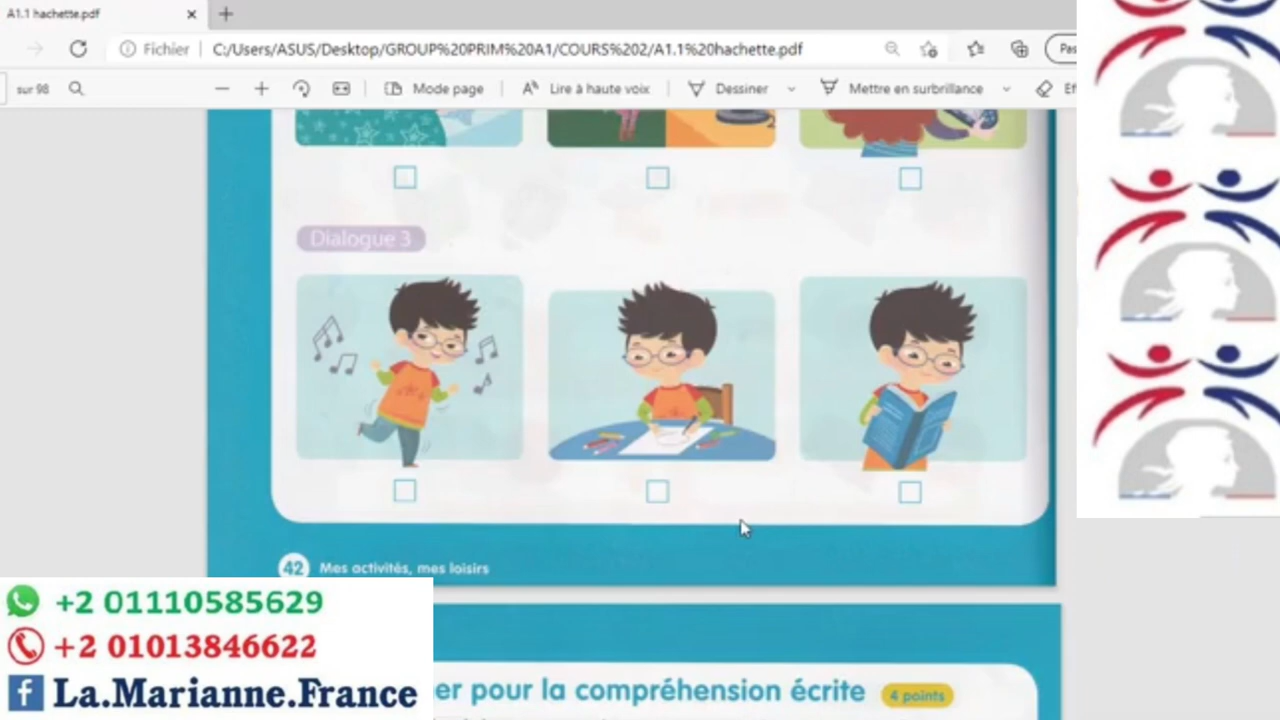 A1.1 hachette.pdf
Fichier C:/Users/ASUS/Desktop/GROUP%20PRIM%20A1/COURS%202/A1.1%20hachette.pdf
sur 98 Mode page Lire à haute voix Dessiner Mettre en surbrillance
Dialogue 3
42 Mes activités, mes loisirs
+2 01110585629
+2 01013846622
La.Marianne.France
er pour la compréhension écrite 4 points